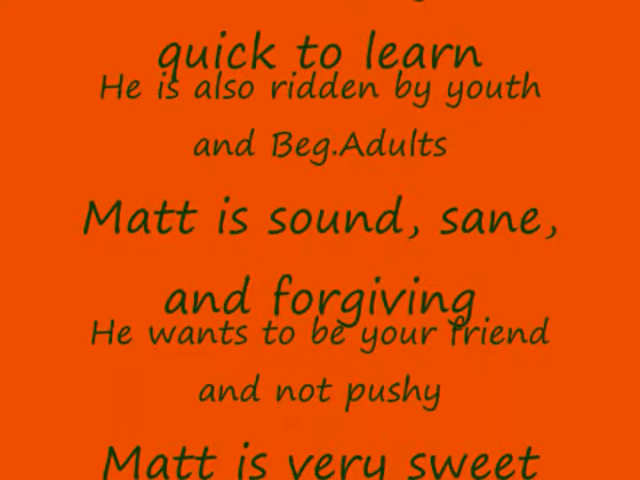 quick to learn
He is also ridden by youth
and Beg.Adults
Matt is sound, sane,
and forgiving
He wants to be your friend
and not pushy
Matt is very sweet